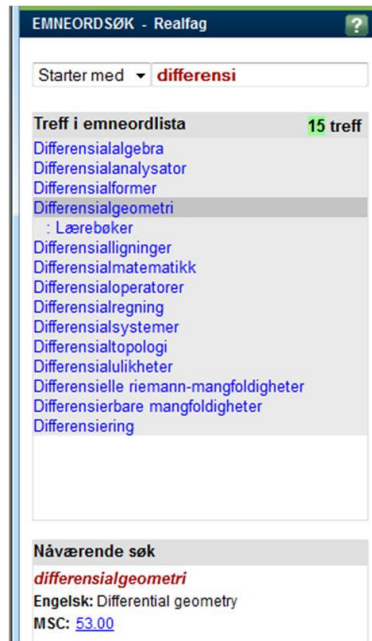 EMNEORDSØK - Realfag ?
Starter med differensi
Treff i emneordlista 15 treff
Differensialalgebra
Differensialanalysator
Differensialformer
Differensialgeometri
: Lærebøker
Differensialligninger
Differensialmatematikk
Differensialoperatorer
Differensialregning
Differensialsystemer
Differensialtopologi
Differensialulikheter
Differensielle riemann-mangfoldigheter
Differensierbare mangfoldigheter
Differensiering
Nåværende søk
differensialgeometri
Engelsk: Differential geometry
MSC: 53.00